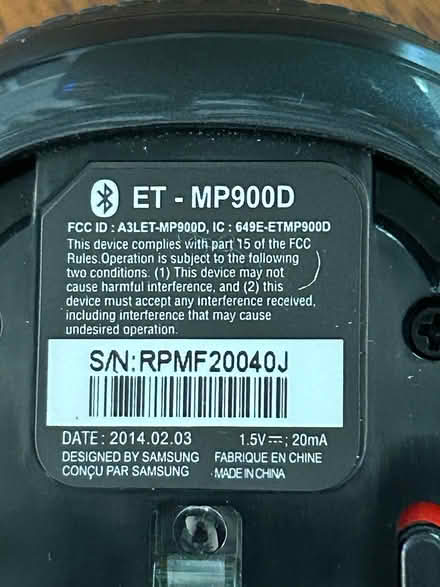 ET - MP900D
FCC ID : A3LET-MP900D, IC : 649E-ETMP900D
This device complies with part 15 of the FCC
Rules.Operation is subject to the following
two conditions: (1) This device may not
cause harmful interference, and (2) this
device must accept any interference received,
including interference that may cause
undesired operation.
S/N:RPMF20040J
DATE : 2014.02.03 1.5V⎓; 20mA
DESIGNED BY SAMSUNG FABRIQUE EN CHINE
CONÇU PAR SAMSUNG MADE IN CHINA